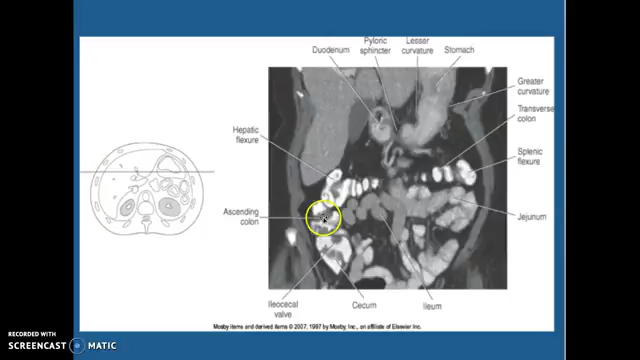 Duodenum
Pyloric
sphincter
Lesser
curvature
Stomach
Greater
curvature
Transverse
colon
Hepatic
flexure
Splenic
flexure
Ascending
colon
Jejunum
Ileocecal
valve
Cecum
Ileum
Mosby items and derived items © 2007, 1997 by Mosby, Inc., an affiliate of Elsevier Inc.
RECORDED WITH
SCREENCAST MATIC